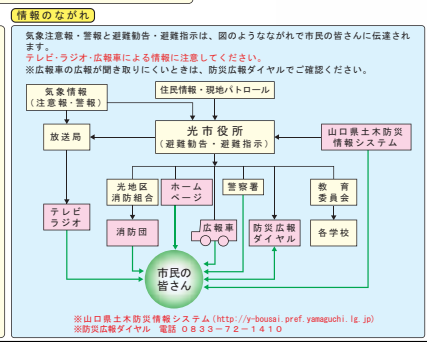 情報のながれ
気象注意報・警報と避難勧告・避難指示は、図のようなながれで市民の皆さんに伝達され
ます。
テレビ・ラジオ・広報車による情報に注意してください。
※広報車の広報が聞き取りにくいときは、防災広報ダイヤルでご確認ください。
気象情報
(注意報・警報)
住民情報・現地パトロール
放送局
光市役所
(避難勧告・避難指示)
山口県土木防災
情報システム
光地区
消防組合
ホーム
ページ
警察署
教育
委員会
テレビ
ラジオ
消防団
広報車
防災広報
ダイヤル
各学校
市民の
皆さん
※山口県土木防災情報システム(http://y-bousai.pref.yamaguchi.lg.jp)
※防災広報ダイヤル 電話 0833-72-1410